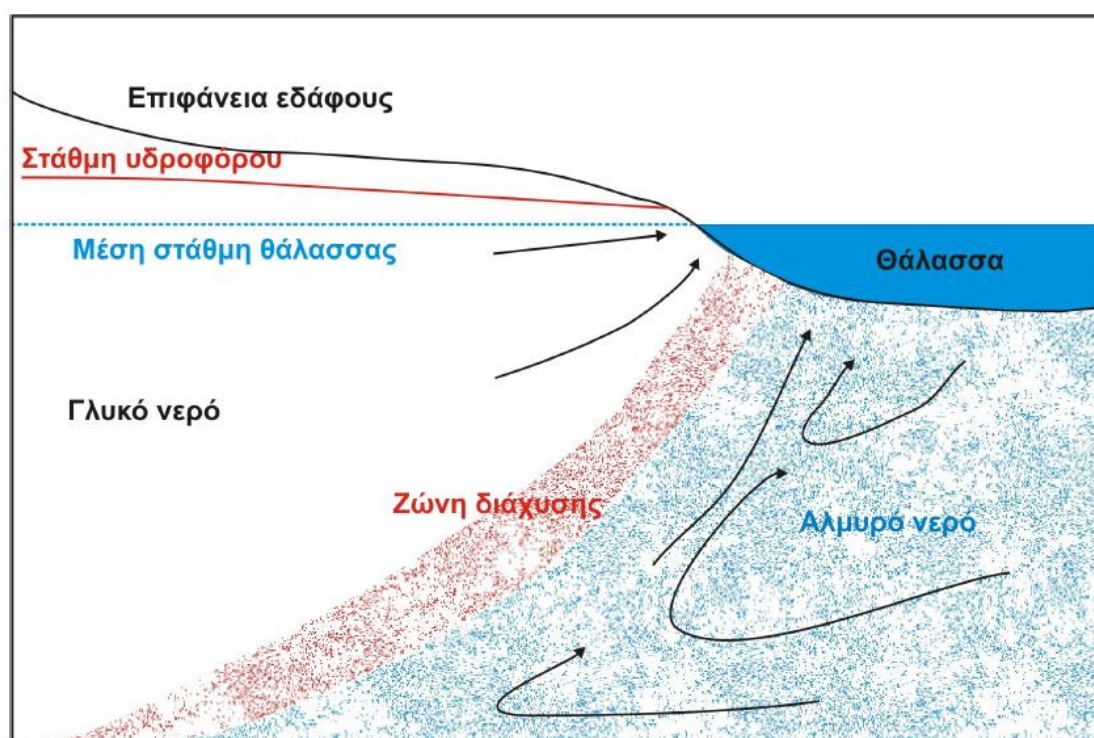 Επιφάνεια εδάφους
Στάθμη υδροφόρου
Μέση στάθμη θάλασσας
Θάλασσα
Γλυκό νερό
Ζώνη διάχυσης
Αλμυρό νερό